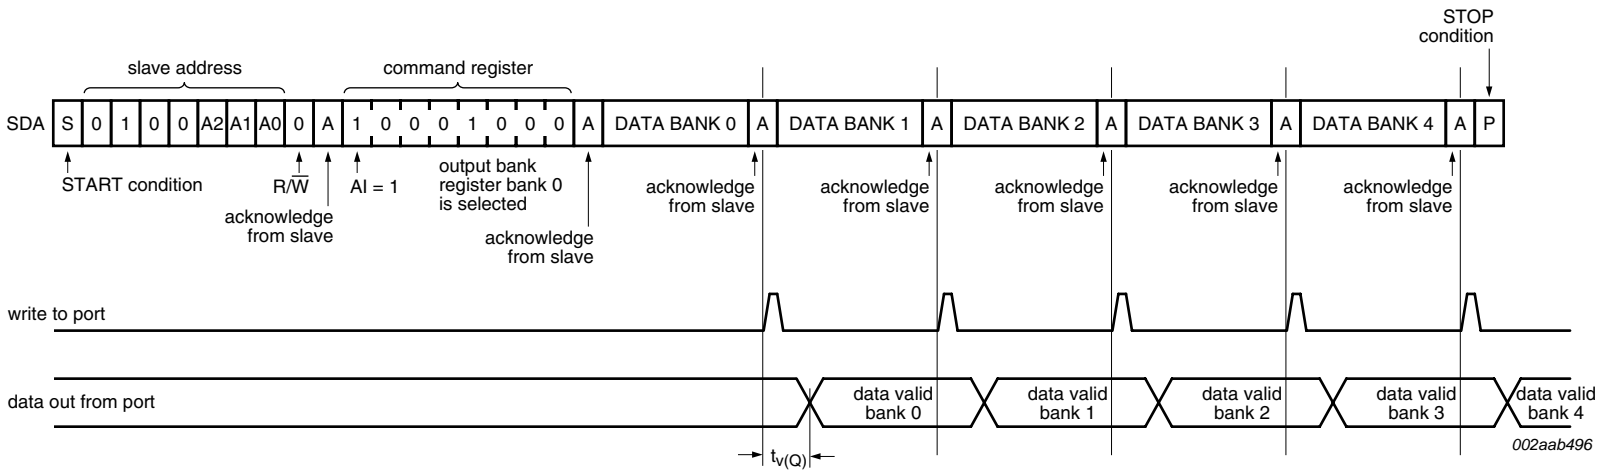 STOP
condition
slave address
command register
SDA S 0 1 0 0 A2 A1 A0 0 A 1 0 0 0 1 0 0 0 A DATA BANK 0 A DATA BANK 1 A DATA BANK 2 A DATA BANK 3 A DATA BANK 4 A P
START condition
R/W̅
AI = 1
output bank
register bank 0
is selected
acknowledge
from slave
acknowledge
from slave
acknowledge
from slave
acknowledge
from slave
acknowledge
from slave
acknowledge
from slave
acknowledge
from slave
write to port
data out from port
data valid
bank 0
data valid
bank 1
data valid
bank 2
data valid
bank 3
data valid
bank 4
tv(Q)
002aab496